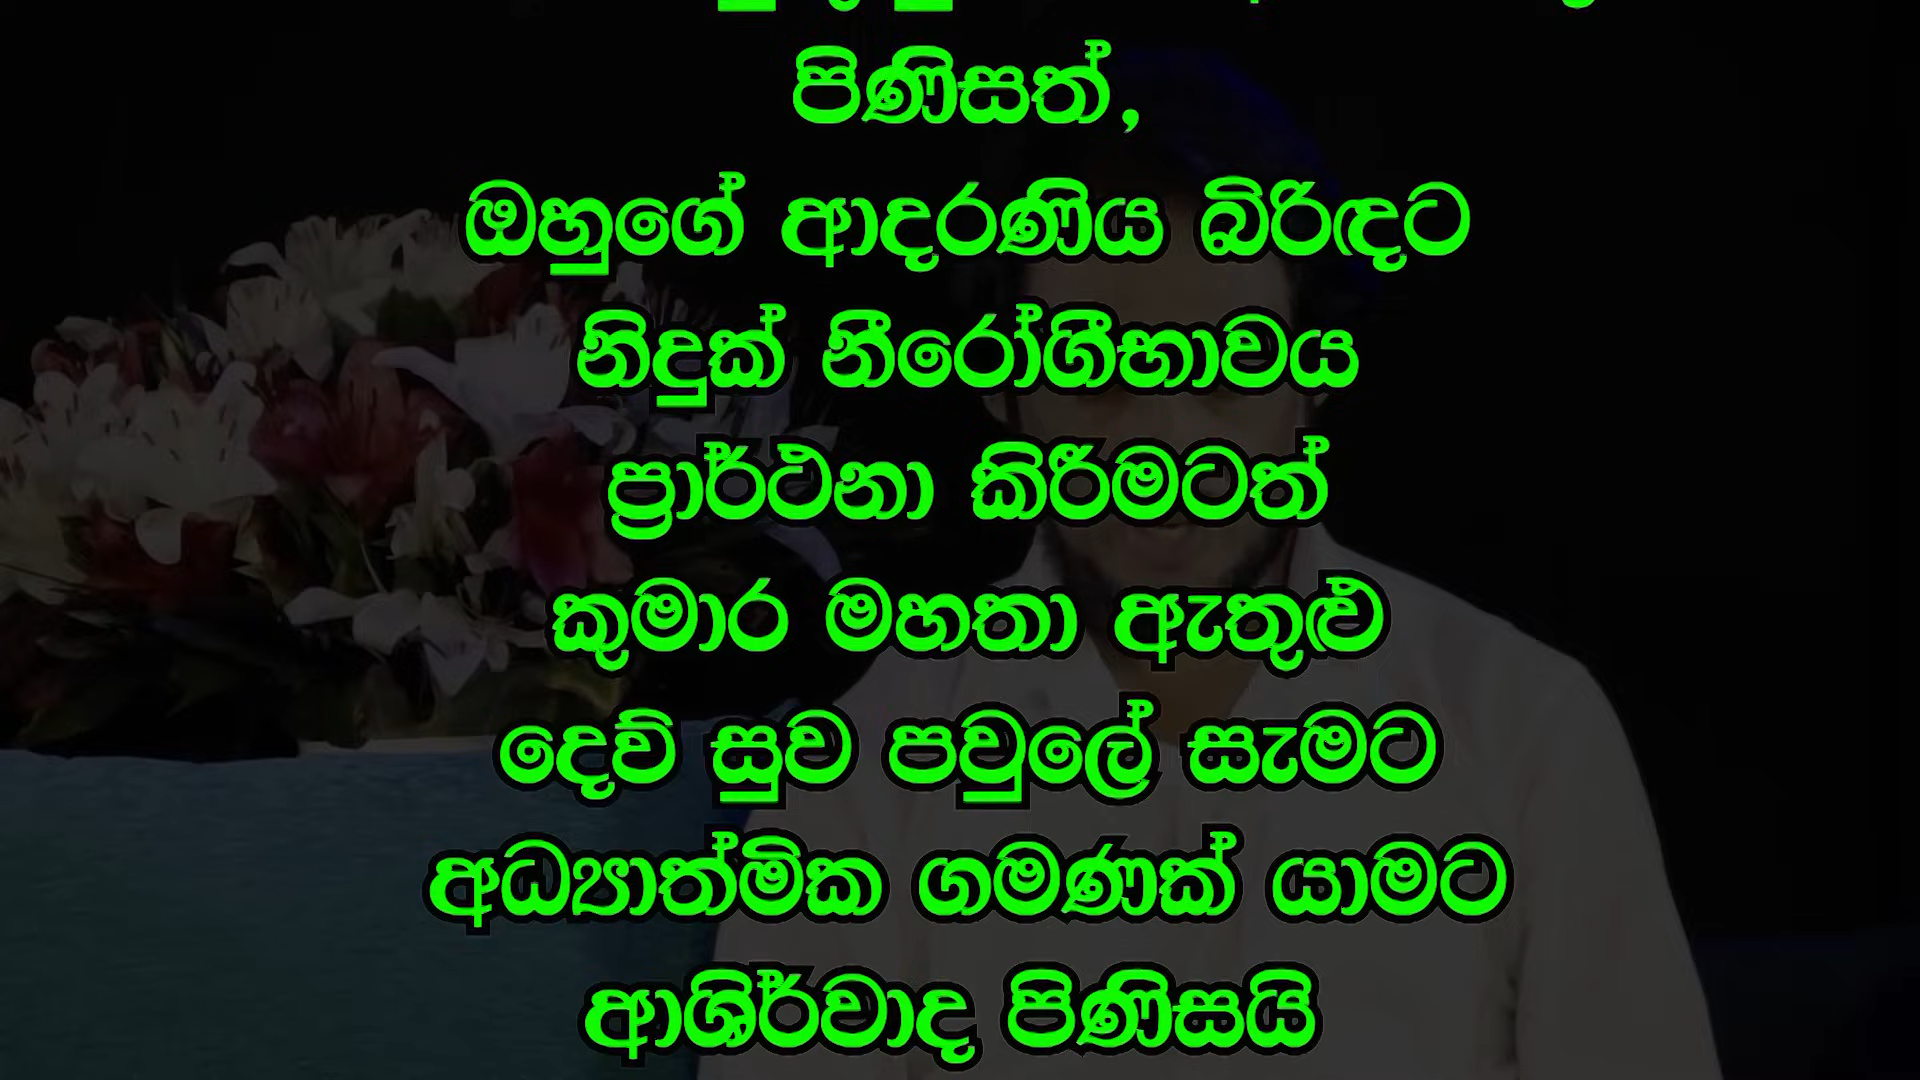 පිණිසත්,
ඔහුගේ ආදරණිය බිරිඳට
නිදුක් නීරෝගීභාවය
ප්‍රාර්ථනා කිරීමටත්
කුමාර මහතා ඇතුළු
දෙව් සුව පවුලේ සැමට
අධ්‍යාත්මික ගමණක් යාමට
ආශිර්වාද පිණිසයි